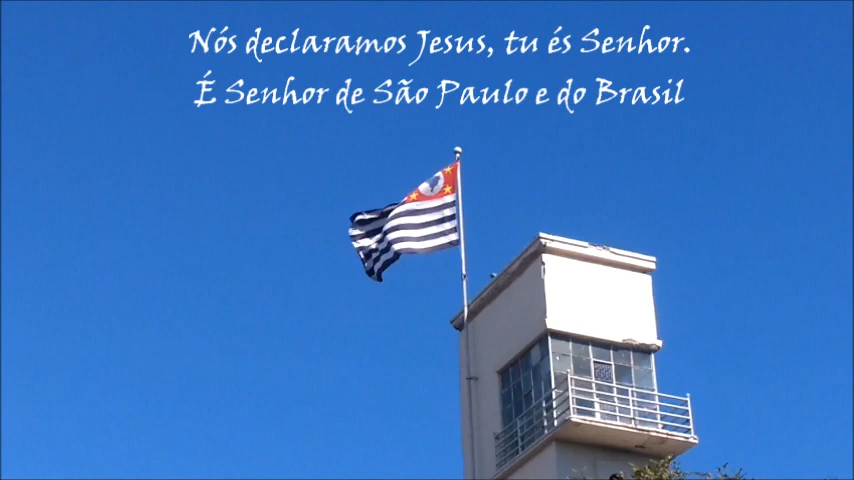 Nós declaramos Jesus, tu és Senhor.
É Senhor de São Paulo e do Brasil